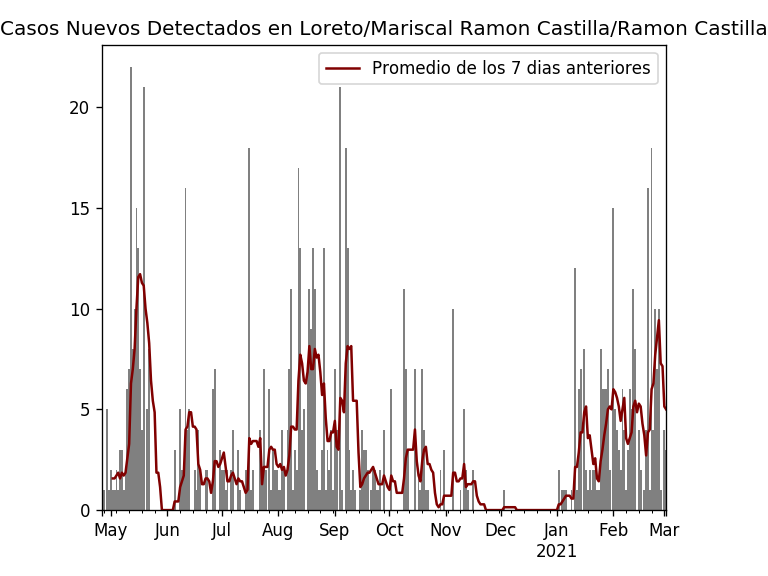 Casos Nuevos Detectados en Loreto/Mariscal Ramon Castilla/Ramon Castilla
Promedio de los 7 dias anteriores
20
15
10
5
0
May Jun Jul Aug Sep Oct Nov Dec Jan Feb Mar
2021